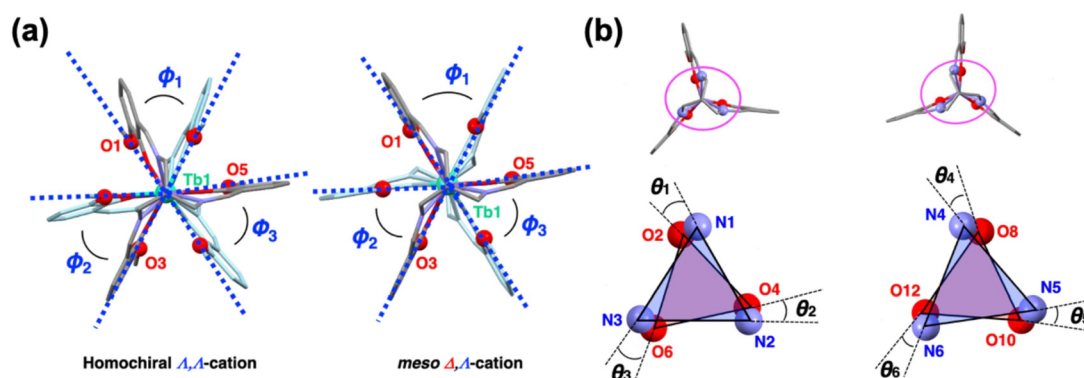 (a)
ϕ1
O1
Tb1
O5
ϕ2
O3
ϕ3
Homochiral Λ,Λ-cation
ϕ1
O1
O5
Tb1
ϕ2
O3
ϕ3
meso Δ,Λ-cation
(b)
θ1
N1
O2
O4
θ2
N3
O6
N2
θ3
θ4
N4
O8
N5
O12
θ5
N6
O10
θ6